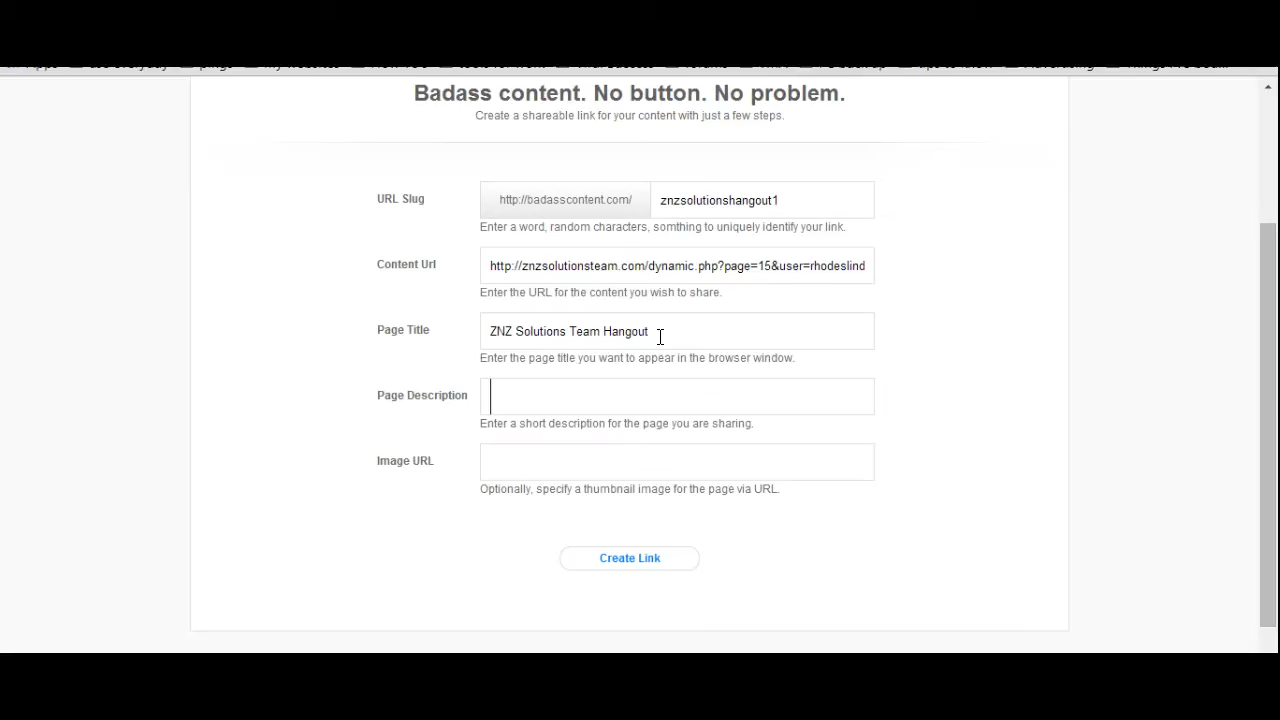 Badass content. No button. No problem.
Create a shareable link for your content with just a few steps.
URL Slug http://badasscontent.com/ znzsolutionshangout1
Enter a word, random characters, somthing to uniquely identify your link.
Content Url http://znzsolutionsteam.com/dynamic.php?page=15&user=rhodeslind
Enter the URL for the content you wish to share.
Page Title ZNZ Solutions Team Hangout
Enter the page title you want to appear in the browser window.
Page Description
Enter a short description for the page you are sharing.
Image URL
Optionally, specify a thumbnail image for the page via URL.
Create Link